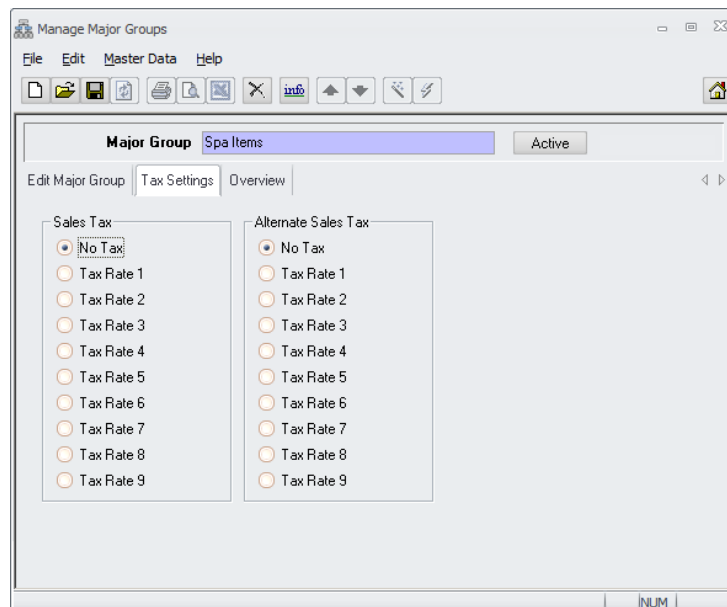 Manage Major Groups
File Edit Master Data Help
info
Major Group Spa Items Active
Edit Major Group Tax Settings Overview
Sales Tax Alternate Sales Tax
No Tax No Tax
Tax Rate 1 Tax Rate 1
Tax Rate 2 Tax Rate 2
Tax Rate 3 Tax Rate 3
Tax Rate 4 Tax Rate 4
Tax Rate 5 Tax Rate 5
Tax Rate 6 Tax Rate 6
Tax Rate 7 Tax Rate 7
Tax Rate 8 Tax Rate 8
Tax Rate 9 Tax Rate 9
NUM